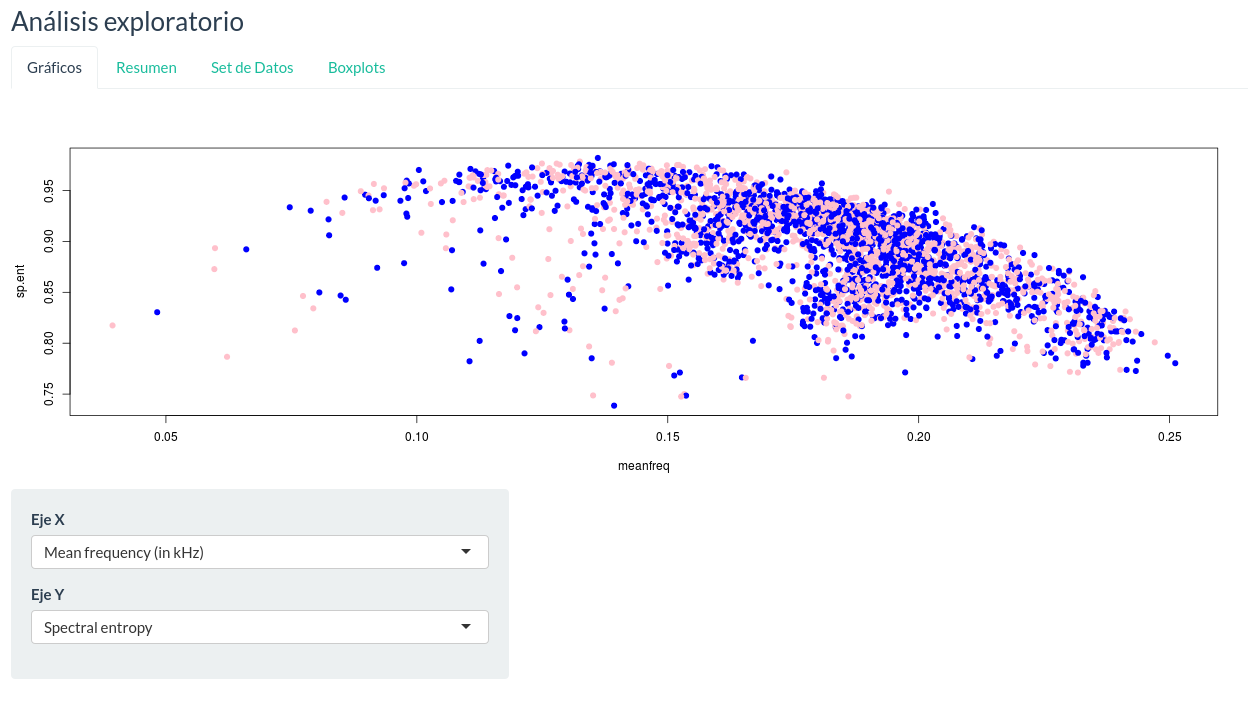 Análisis exploratorio
Gráficos Resumen Set de Datos Boxplots
sp.ent
0.95
0.90
0.85
0.80
0.75
0.05 0.10 0.15 0.20 0.25
meanfreq
Eje X
Mean frequency (in kHz)
Eje Y
Spectral entropy